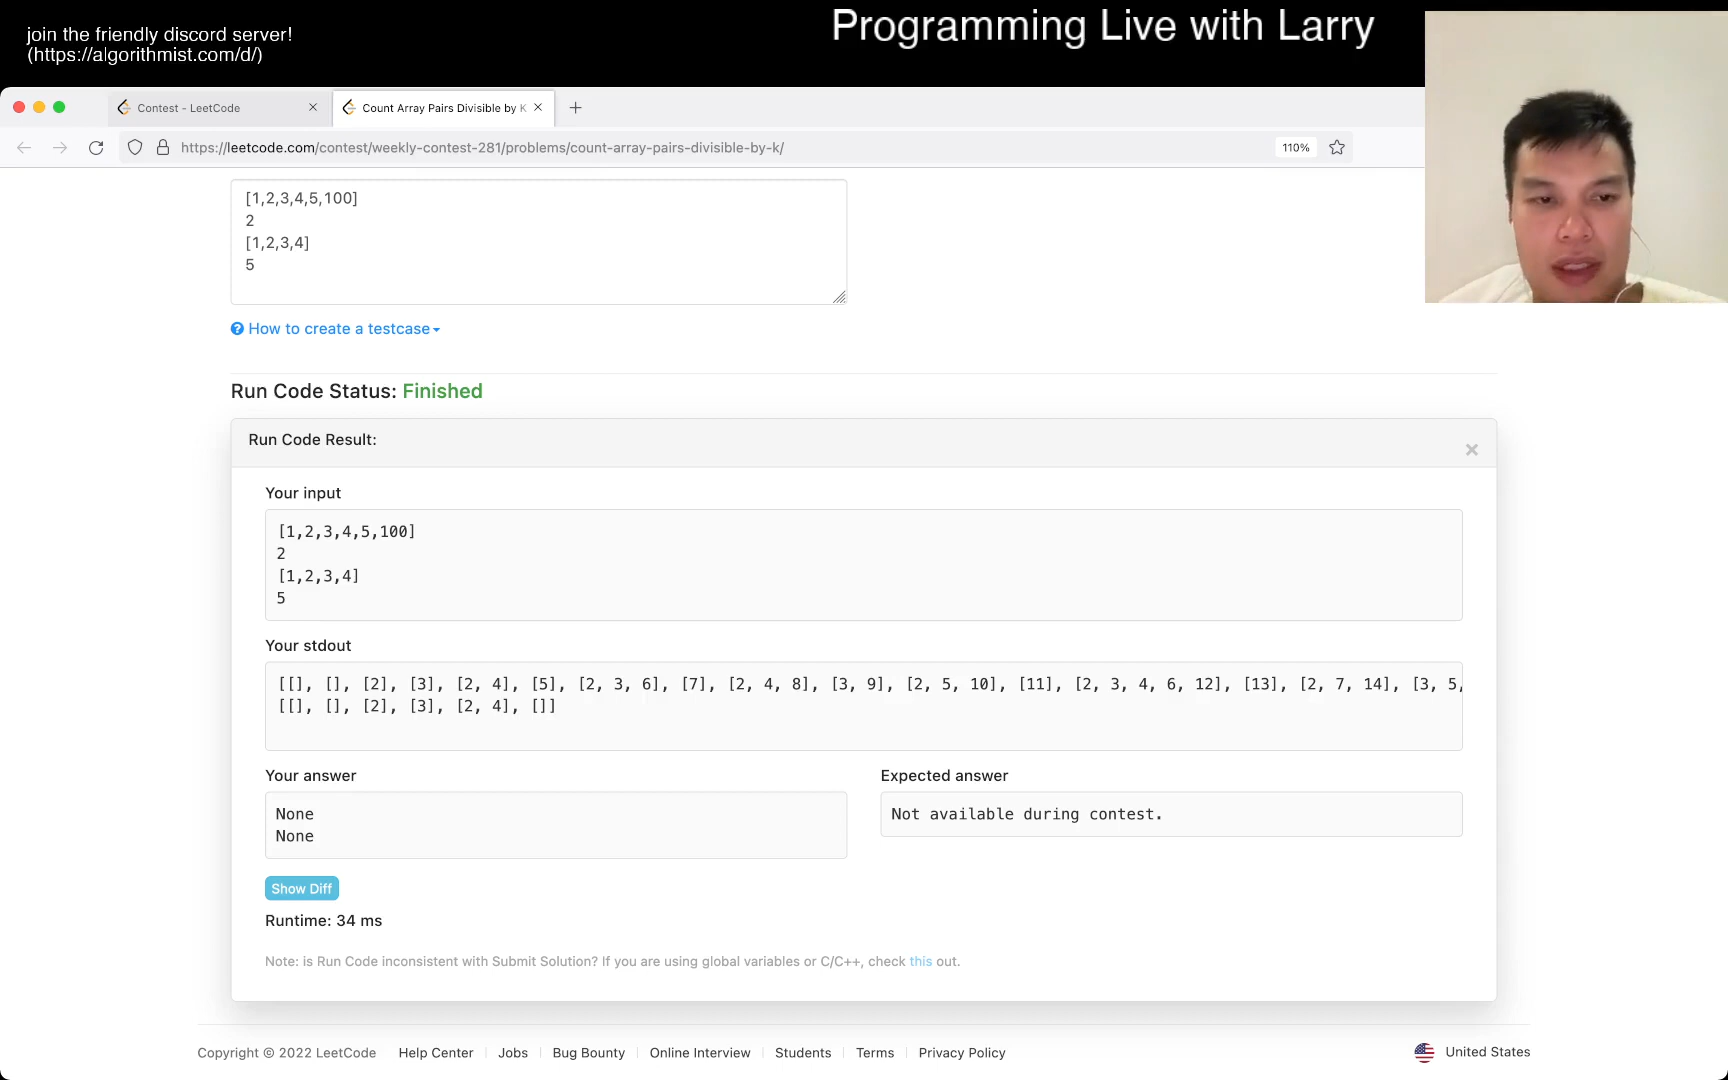 join the friendly discord server!
(https://algorithmist.com/d/)
Programming Live with Larry
Contest - LeetCode
Count Array Pairs Divisible by K
https://leetcode.com/contest/weekly-contest-281/problems/count-array-pairs-divisible-by-k/
110%
[1,2,3,4,5,100]
2
[1,2,3,4]
5
How to create a testcase
Run Code Status: Finished
Run Code Result:
Your input
[1,2,3,4,5,100]
2
[1,2,3,4]
5
Your stdout
[[], [], [2], [3], [2, 4], [5], [2, 3, 6], [7], [2, 4, 8], [3, 9], [2, 5, 10], [11], [2, 3, 4, 6, 12], [13], [2, 7, 14], [3, 5,
[[], [], [2], [3], [2, 4], []]
Your answer
Expected answer
None
None
Not available during contest.
Show Diff
Runtime: 34 ms
Note: is Run Code inconsistent with Submit Solution? If you are using global variables or C/C++, check this out.
Copyright © 2022 LeetCode Help Center Jobs Bug Bounty Online Interview Students Terms Privacy Policy United States